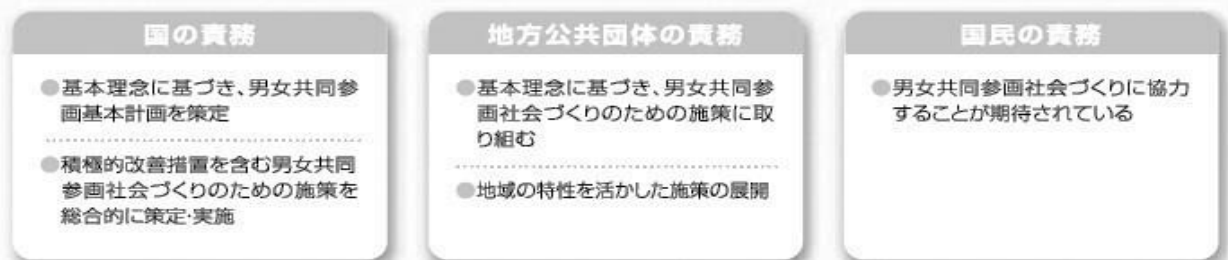 国の責務
●基本理念に基づき、男女共同参
画基本計画を策定
●積極的改善措置を含む男女共同
参画社会づくりのための施策を
総合的に策定・実施
地方公共団体の責務
●基本理念に基づき、男女共同参
画社会づくりのための施策に取
り組む
●地域の特性を活かした施策の展開
国民の責務
●男女共同参画社会づくりに協力
することが期待されている